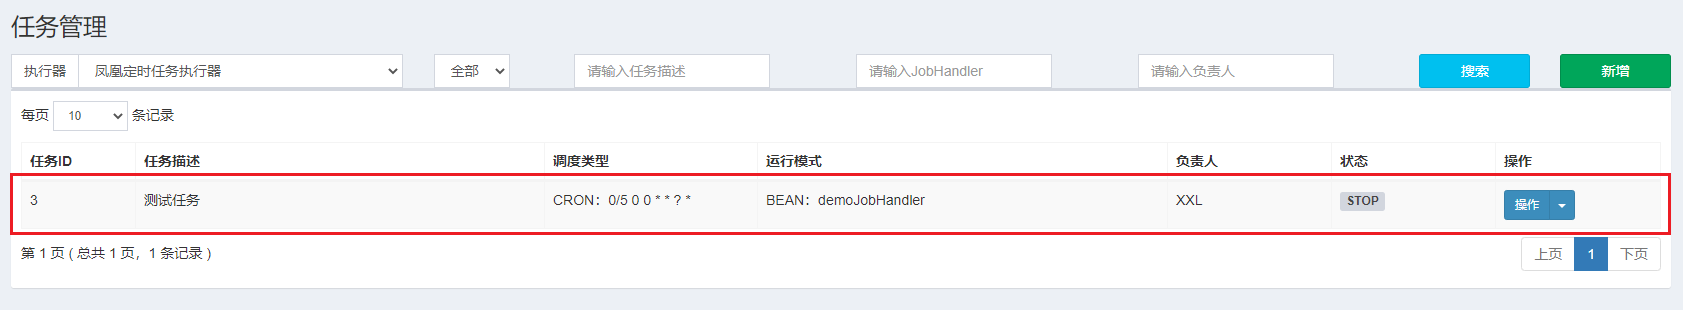 任务管理
执行器 凤凰定时任务执行器 全部 请输入任务描述 请输入JobHandler 请输入负责人 搜索 新增
每页 10 条记录
任务ID 任务描述 调度类型 运行模式 负责人 状态 操作
3 测试任务 CRON：0/5 0 0 * * ? * BEAN：demoJobHandler XXL STOP 操作
第 1 页 ( 总共 1 页，1 条记录 ) 上页 1 下页